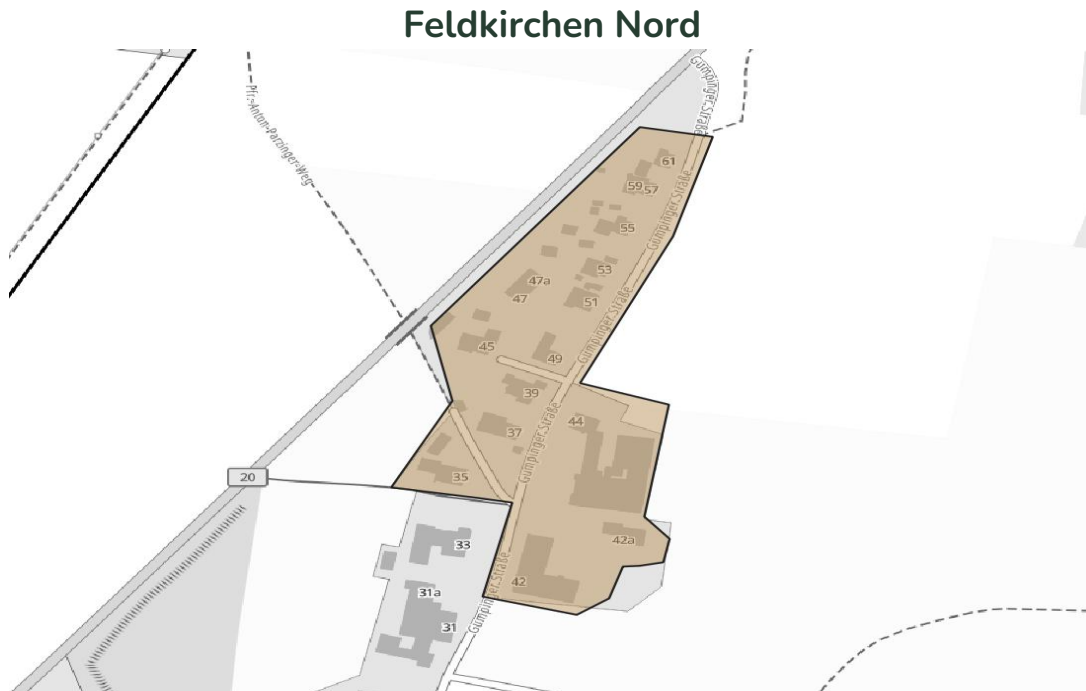 Feldkirchen Nord
Gumpinger Straße
Pfr.-Anton-Parzinger-Weg
61
59
57
Gumpinger Straße
55
53
47a
47
51
Gumpinger Straße
45
49
39
Gumpinger Straße
44
37
35
20
33
42a
42
Gumpinger Straße
31a
31